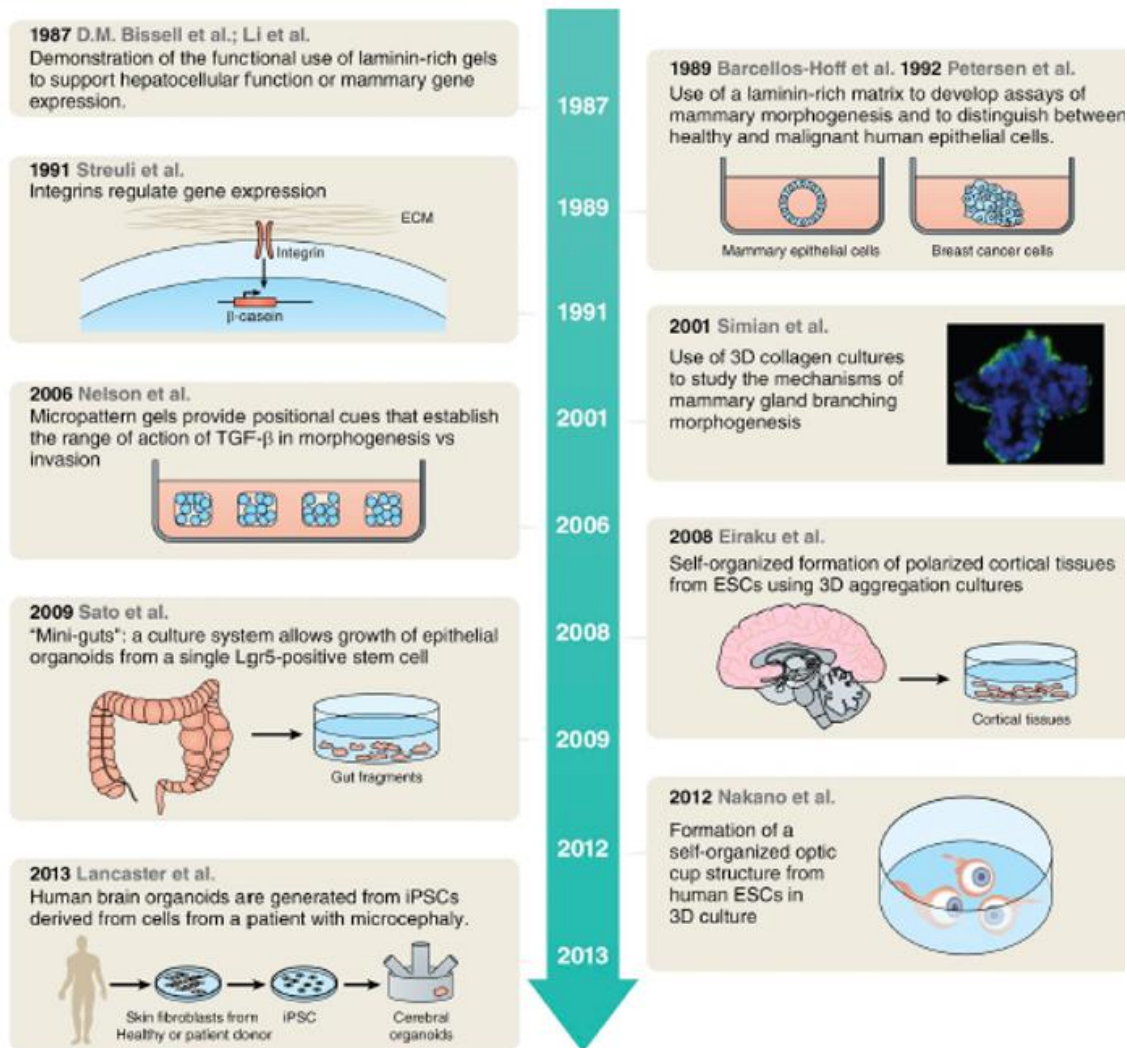 1987 D.M. Bissell et al.; Li et al.
Demonstration of the functional use of laminin-rich gels
to support hepatocellular function or mammary gene
expression.
1987
1989 Barcellos-Hoff et al. 1992 Petersen et al.
Use of a laminin-rich matrix to develop assays of
mammary morphogenesis and to distinguish between
healthy and malignant human epithelial cells.
Mammary epithelial cells
Breast cancer cells
1991 Streuli et al.
Integrins regulate gene expression
ECM
Integrin
β-casein
1989
1991
2001 Simian et al.
Use of 3D collagen cultures
to study the mechanisms of
mammary gland branching
morphogenesis
2001
2006 Nelson et al.
Micropattern gels provide positional cues that establish
the range of action of TGF-β in morphogenesis vs
invasion
2006
2008 Eiraku et al.
Self-organized formation of polarized cortical tissues
from ESCs using 3D aggregation cultures
Cortical tissues
2008
2009 Sato et al.
"Mini-guts": a culture system allows growth of epithelial
organoids from a single Lgr5-positive stem cell
Gut fragments
2009
2012 Nakano et al.
Formation of a
self-organized optic
cup structure from
human ESCs in
3D culture
2012
2013 Lancaster et al.
Human brain organoids are generated from iPSCs
derived from cells from a patient with microcephaly.
Skin fibroblasts from
Healthy or patient donor
iPSC
Cerebral
organoids
2013